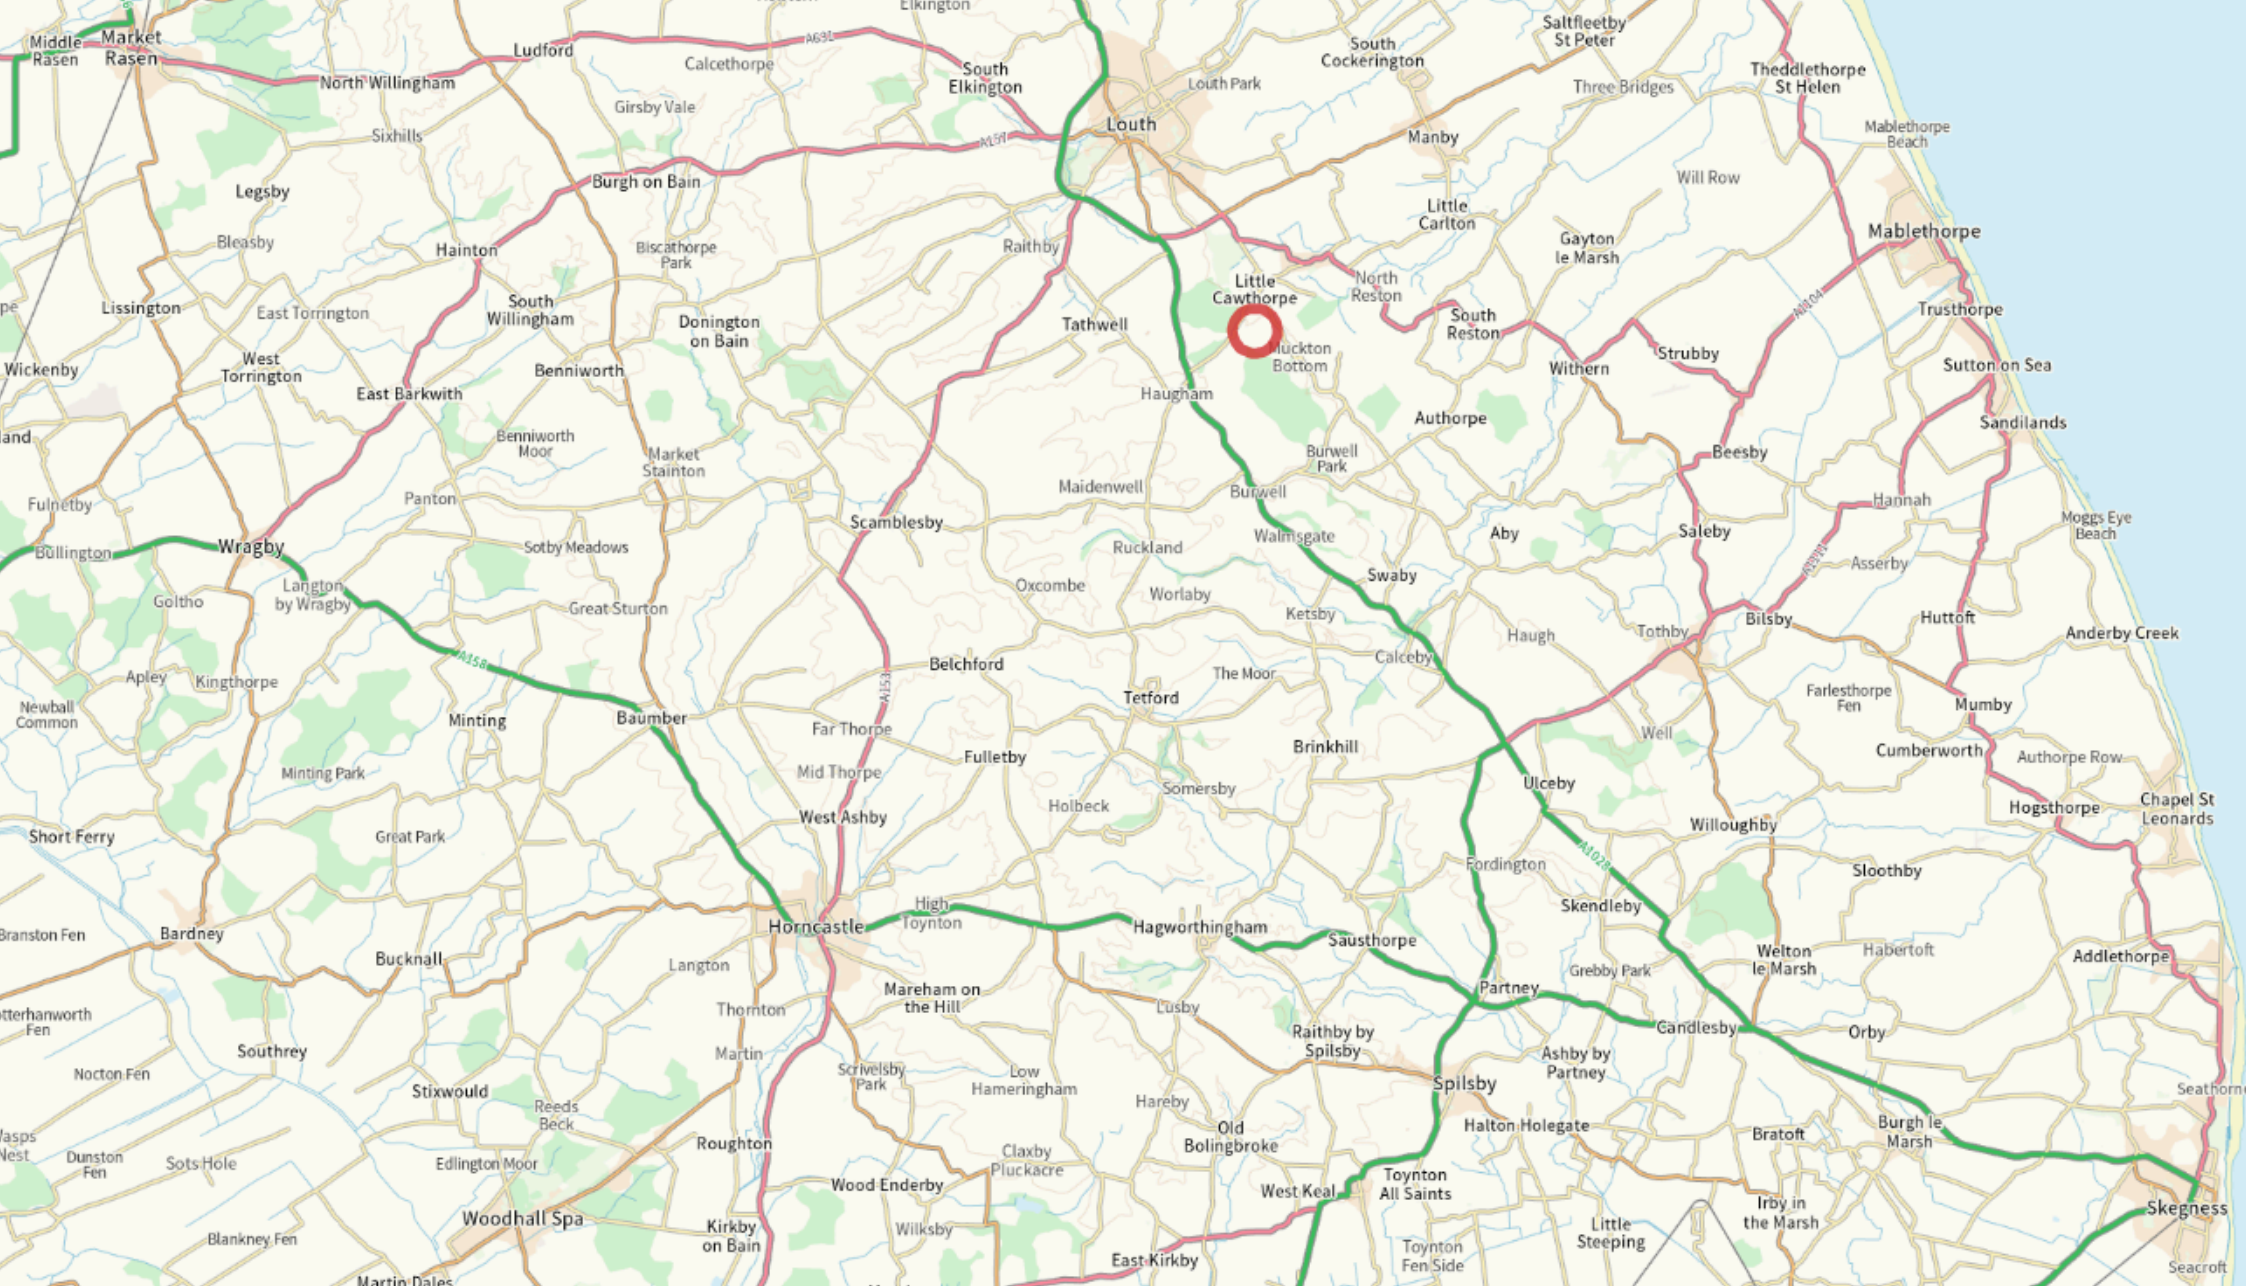 Elkington
Saltfleetby
St Peter
Middle
Rasen
Market
Rasen
Ludford
A631
Calcethorpe
South
Elkington
South
Cockerington
Theddlethorpe
St Helen
North Willingham
Louth Park
Three Bridges
Girsby Vale
Sixhills
Louth
A157
Manby
Mablethorpe
Beach
Legsby
Burgh on Bain
Will Row
Little
Carlton
Bleasby
Hainton
Biscathorpe
Park
Raithby
Gayton
le Marsh
Mablethorpe
Lissington
East Torrington
South
Willingham
Little
Cawthorpe
North
Reston
A1104
Trusthorpe
Donington
on Bain
Tathwell
South
Reston
Wickenby
West
Torrington
Benniworth
Muckton
Bottom
Withern
Strubby
Sutton on Sea
East Barkwith
Haugham
Authorpe
Sandilands
Benniworth
Moor
Market
Stainton
Burwell
Park
Beesby
Fulnetby
Panton
Maidenwell
Burwell
Hannah
Scamblesby
Moggs Eye
Beach
Bullington
Wragby
Sotby Meadows
Ruckland
Walmsgate
Aby
Saleby
A1111
Asserby
Langton
by Wragby
Goltho
Great Sturton
Oxcombe
Worlaby
Swaby
Ketsby
Haugh
Tothby
Bilsby
Huttoft
Anderby Creek
A158
Apley
Kingthorpe
Belchford
A153
The Moor
Calceby
Newball
Common
Minting
Baumber
Tetford
Farlesthorpe
Fen
Mumby
Far Thorpe
Fulletby
Brinkhill
Well
Cumberworth
Authorpe Row
Minting Park
Mid Thorpe
Somersby
Ulceby
Holbeck
Hogsthorpe
Chapel St
Leonards
Short Ferry
Great Park
West Ashby
Willoughby
A1028
Fordington
Sloothby
Bardney
Branston Fen
Horncastle
High
Toynton
Hagworthingham
Sausthorpe
Skendleby
Bucknall
Langton
Grebby Park
Welton
le Marsh
Habertoft
Addlethorpe
Mareham on
the Hill
Partney
Thornton
Lusby
Fen
Raithby by
Spilsby
Candlesby
Orby
Southrey
Martin
Ashby by
Partney
Nocton Fen
Stixwould
Scrivelsby
Park
Low
Hameringham
Spilsby
Reeds
Beck
Hareby
Halton Holegate
Burgh le
Marsh
Nest
Dunston
Fen
Sots Hole
Edlington Moor
Roughton
Old
Bolingbroke
Bratoft
Claxby
Pluckacre
Wood Enderby
West Keal
Toynton
All Saints
Woodhall Spa
Kirkby
on Bain
Wilksby
Irby in
the Marsh
Skegness
Blankney Fen
Little
Steeping
East Kirkby
Toynton
Fen Side
Seacroft
Martin Dales